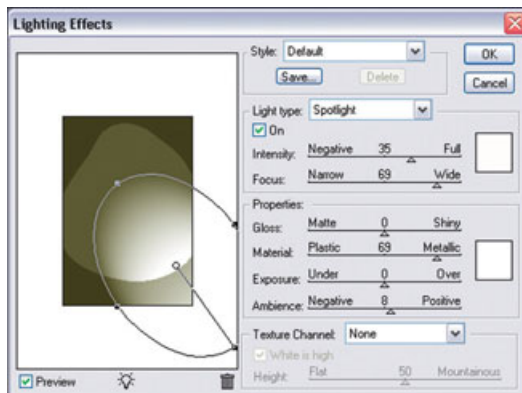 Lighting Effects
Style: Default
OK
Save...
Delete
Cancel
Light type: Spotlight
On
Intensity: Negative 35 Full
Focus: Narrow 69 Wide
Properties:
Gloss: Matte 0 Shiny
Material: Plastic 69 Metallic
Exposure: Under 0 Over
Ambience: Negative 8 Positive
Texture Channel: None
White is high
Height: Flat 50 Mountainous
Preview